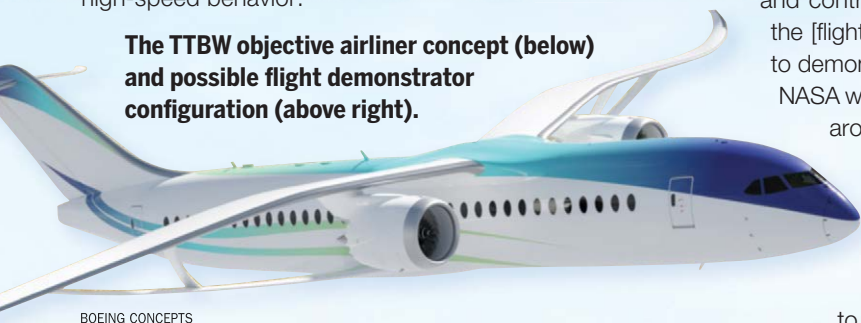 high-speed behavior.
The TTBW objective airliner concept (below)
and possible flight demonstrator
configuration (above right).
BOEING CONCEPTS
and
the [flight
to demon
NASA w
aro
to